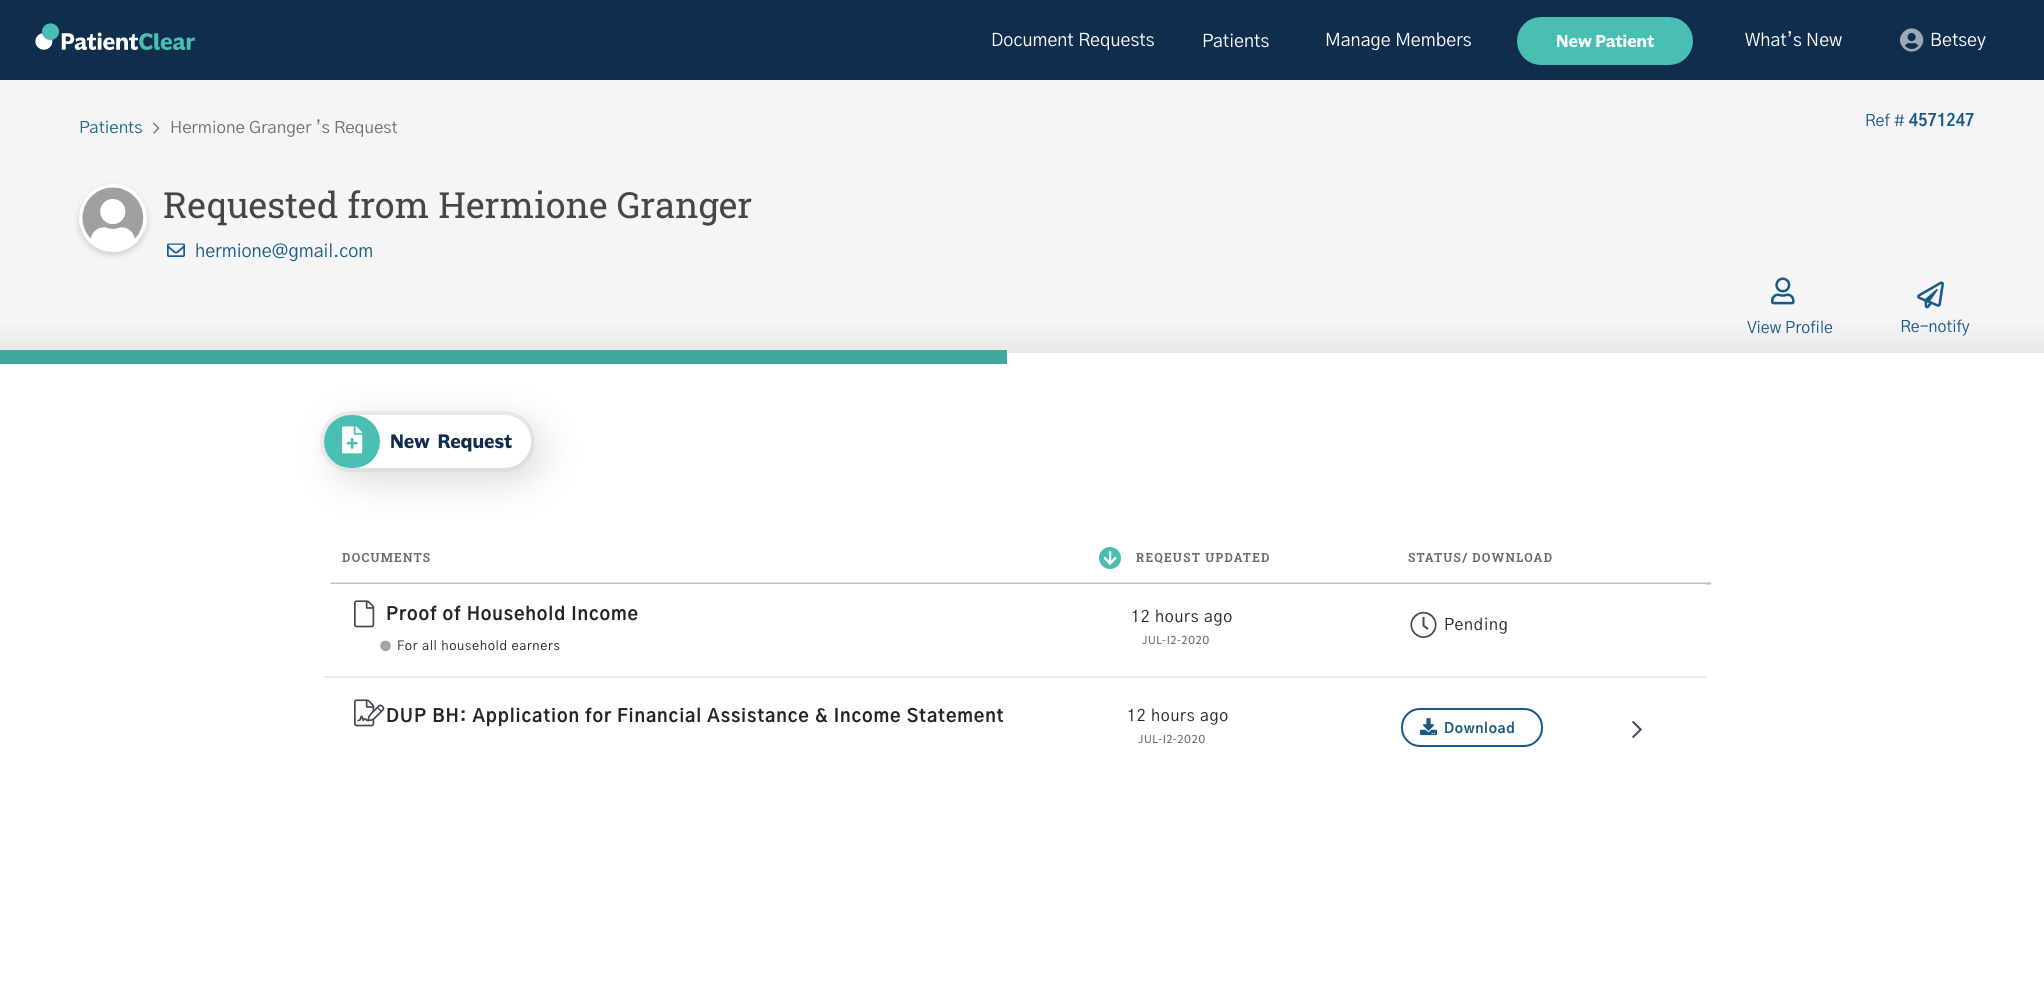 PatientClear
Document Requests
Patients
Manage Members
New Patient
What's New
Betsey
Patients > Hermione Granger 's Request
Ref # 4571247
Requested from Hermione Granger
hermione@gmail.com
View Profile
Re-notify
New Request
DOCUMENTS
REQEUST UPDATED
STATUS/ DOWNLOAD
Proof of Household Income
12 hours ago
Pending
For all household earners
JUL-12-2020
DUP BH: Application for Financial Assistance & Income Statement
12 hours ago
Download
JUL-12-2020